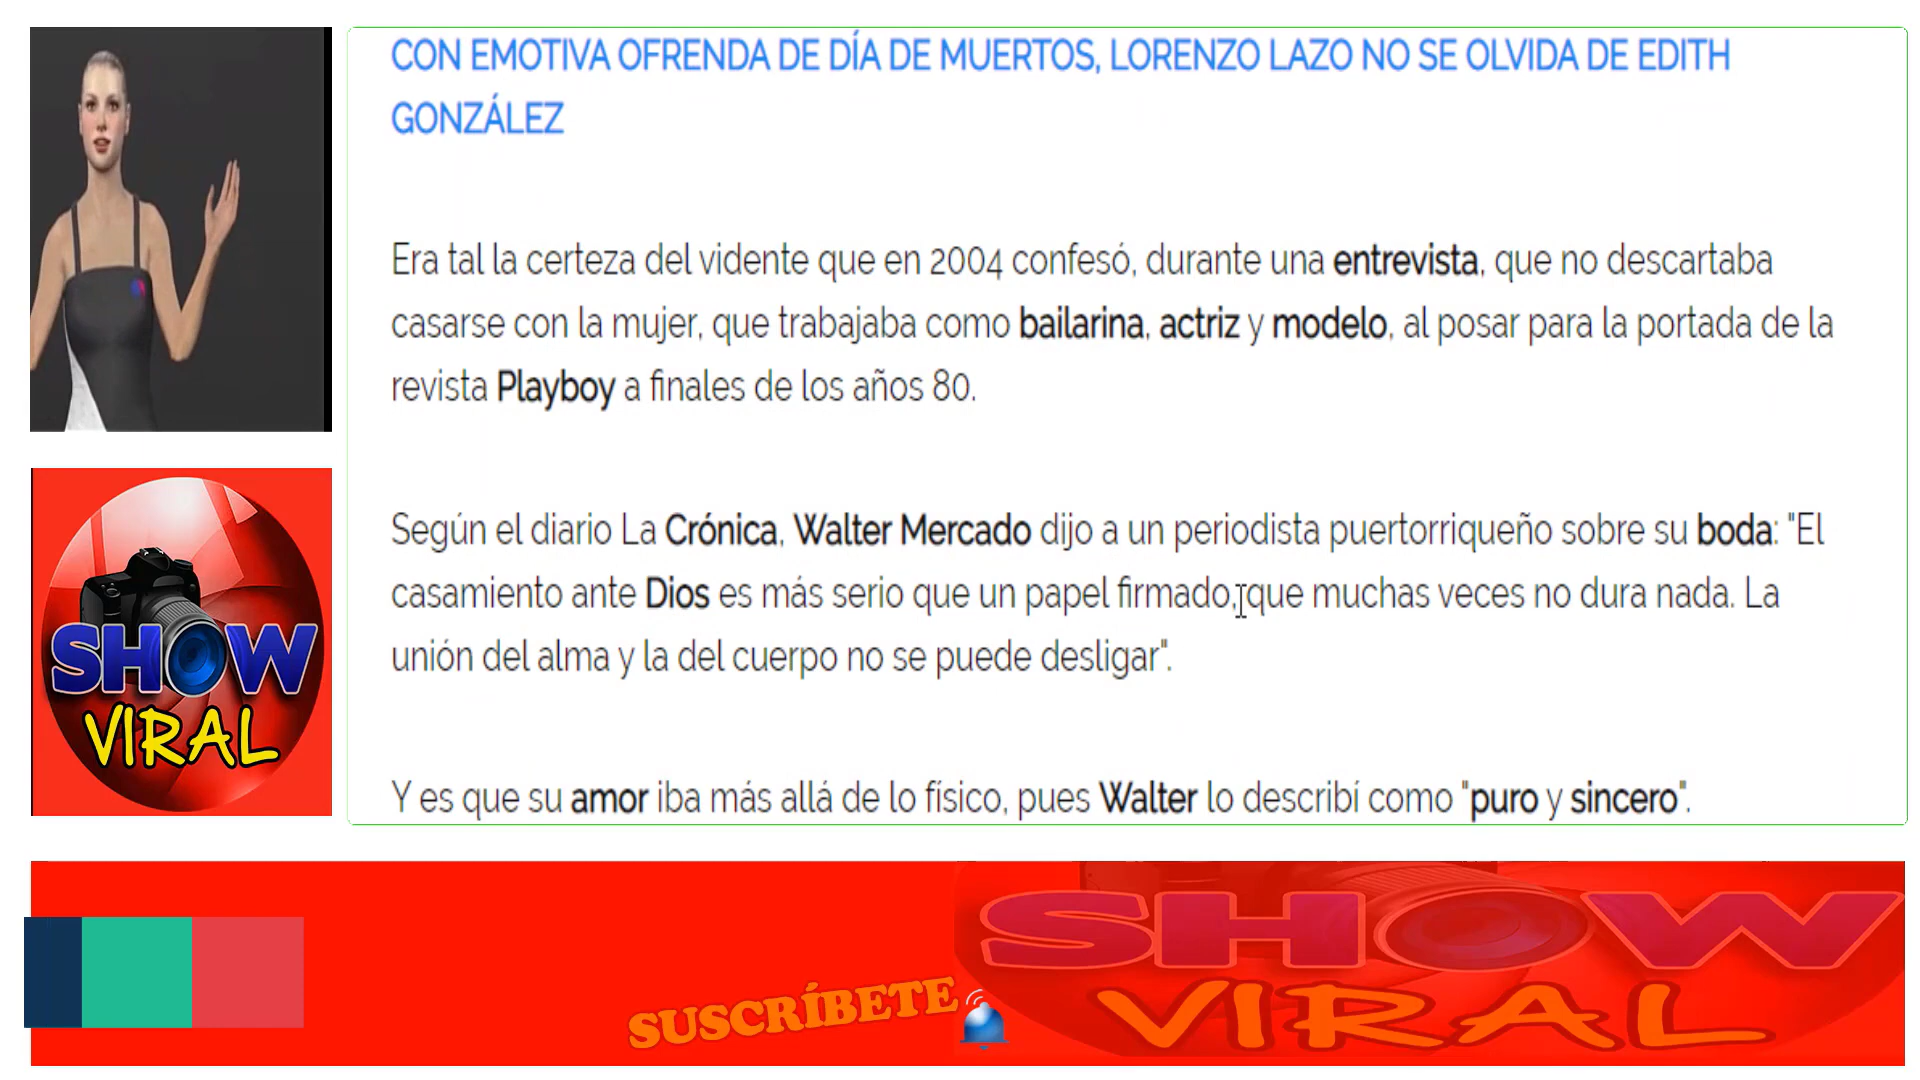 CON EMOTIVA OFRENDA DE DÍA DE MUERTOS, LORENZO LAZO NO SE OLVIDA DE EDITH
GONZÁLEZ
Era tal la certeza del vidente que en 2004 confesó, durante una entrevista, que no descartaba
casarse con la mujer, que trabajaba como bailarina, actriz y modelo, al posar para la portada de la
revista Playboy a finales de los años 80.
Según el diario La Crónica, Walter Mercado dijo a un periodista puertorriqueño sobre su boda: "El
casamiento ante Dios es más serio que un papel firmado, que muchas veces no dura nada. La
unión del alma y la del cuerpo no se puede desligar".
Y es que su amor iba más allá de lo físico, pues Walter lo describí como "puro y sincero".
SHOW
VIRAL
SUSCRÍBETE
SHOW
VIRAL